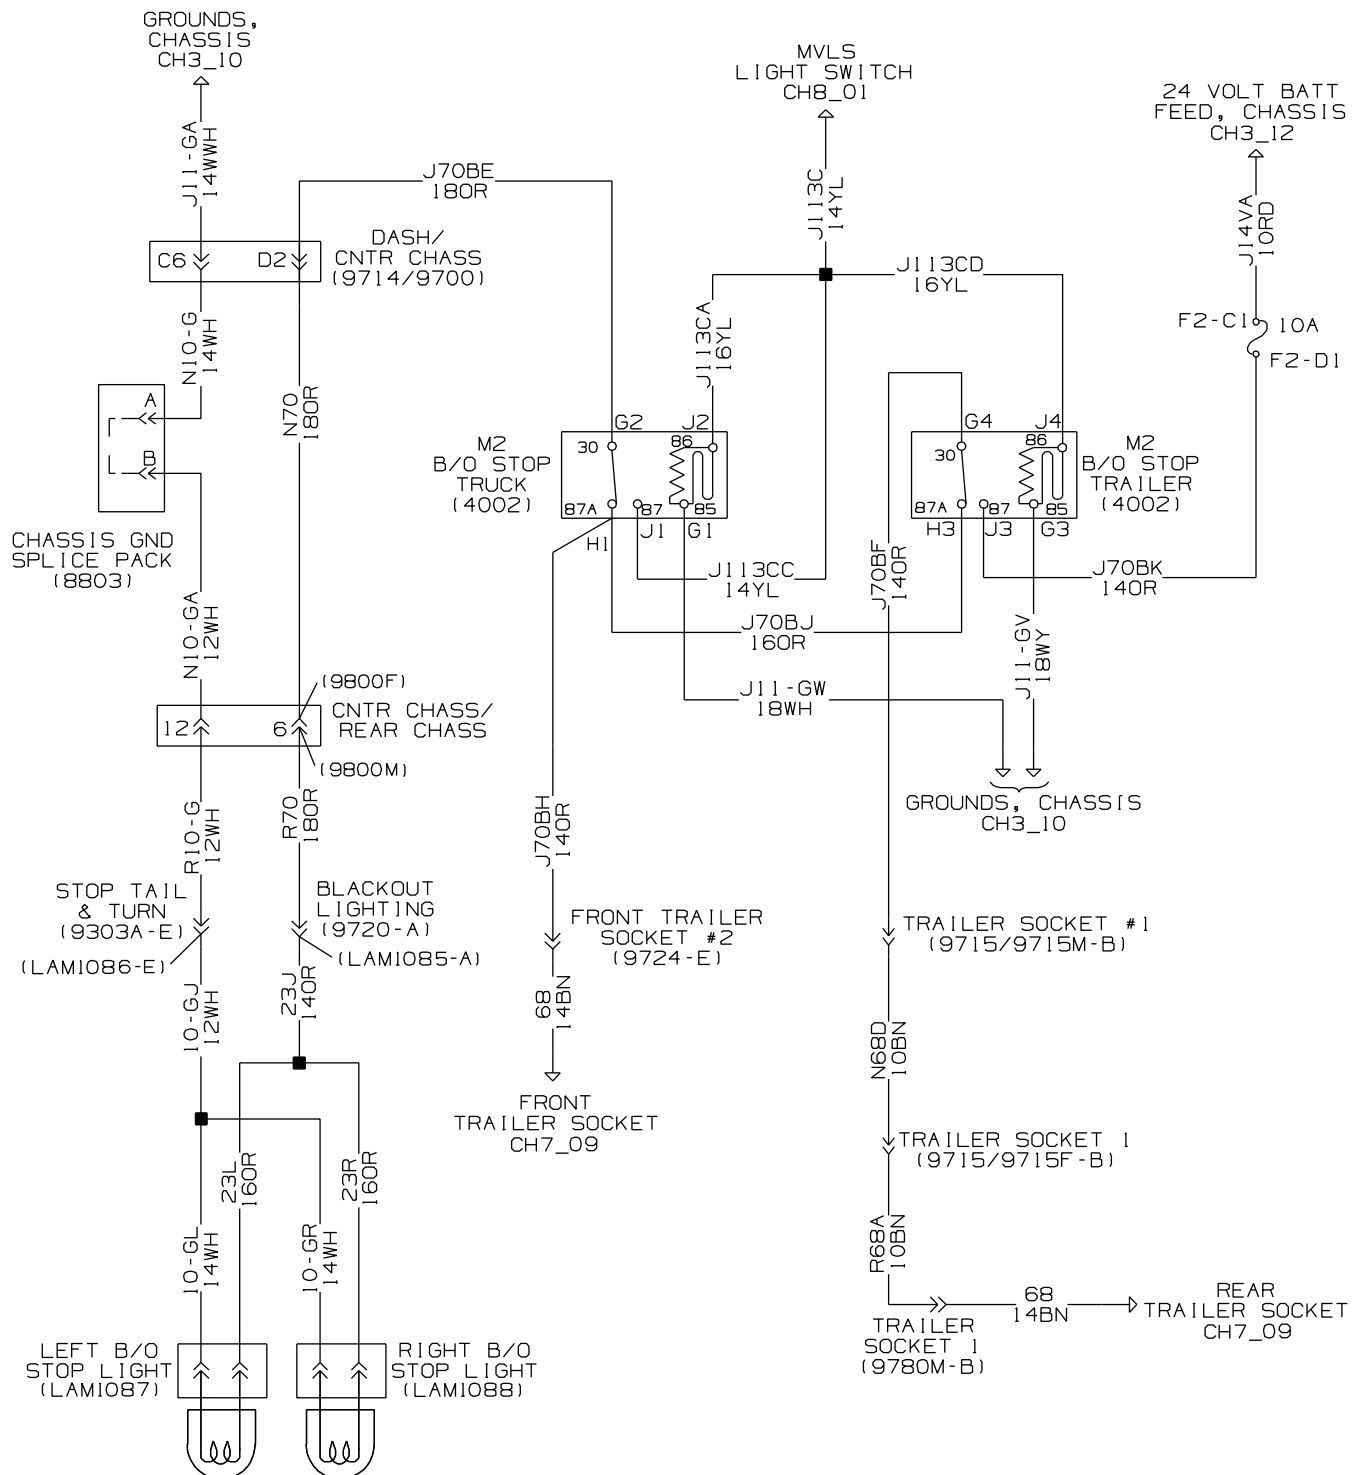 GROUNDS,
CHASSIS
CH3_10
J11-GA
14WWH
C6
D2
DASH/
CNTR CHASS
(9714/9700)
J70BE
18OR
N10-G
14WH
N70
18OR
A
B
CHASSIS GND
SPLICE PACK
(8803)
N10-GA
12WH
(9800F)
12
6
CNTR CHASS/
REAR CHASS
(9800M)
R10-G
12WH
R70
18OR
STOP TAIL
& TURN
(9303A-E)
(LAM1086-E)
BLACKOUT
LIGHTING
(9720-A)
(LAM1085-A)
10-GJ
12WH
23J
14OR
23L
16OR
23R
16OR
10-GL
14WH
10-GR
14WH
LEFT B/O
STOP LIGHT
(LAM1087)
RIGHT B/O
STOP LIGHT
(LAM1088)
MVLS
LIGHT SWITCH
CH8_01
J113C
14YL
J113CD
16YL
J113CA
16YL
M2
B/O STOP
TRUCK
(4002)
G2
J2
30
86
87A
87
85
H1
J1
G1
J113CC
14YL
J70BJ
16OR
J11-GW
18WH
J70BH
14OR
FRONT TRAILER
SOCKET #2
(9724-E)
68
14BN
FRONT
TRAILER SOCKET
CH7_09
24 VOLT BATT
FEED, CHASSIS
CH3_12
J14VA
10RD
F2-C1
10A
F2-D1
G4
J4
30
86
87A
87
85
H3
J3
G3
M2
B/O STOP
TRAILER
(4002)
J70BF
14OR
J70BK
14OR
J11-GV
18WY
GROUNDS, CHASSIS
CH3_10
TRAILER SOCKET #1
(9715/9715M-B)
N68D
10BN
TRAILER SOCKET 1
(9715/9715F-B)
R68A
10BN
68
14BN
TRAILER
SOCKET 1
(9780M-B)
REAR
TRAILER SOCKET
CH7_09